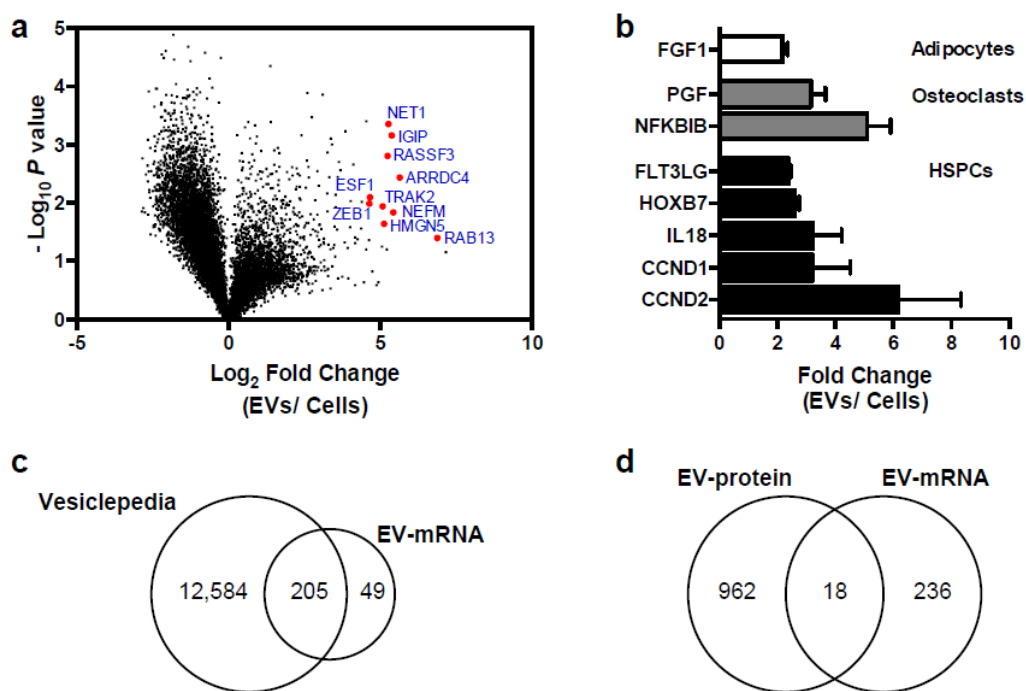 a
5
4
3
2
1
0
- Log10 P value
NET1
IGIP
RASSF3
ARRDC4
ESF1
TRAK2
ZEB1
NEFM
HMGN5
RAB13
-5 0 5 10
Log2 Fold Change
(EVs/ Cells)
b
FGF1
Adipocytes
PGF
Osteoclasts
NFKBIB
FLT3LG
HSPCs
HOXB7
IL18
CCND1
CCND2
0 2 4 6 8 10
Fold Change
(EVs/ Cells)
c
Vesiclepedia
EV-mRNA
12,584 205 49
d
EV-protein EV-mRNA
962 18 236